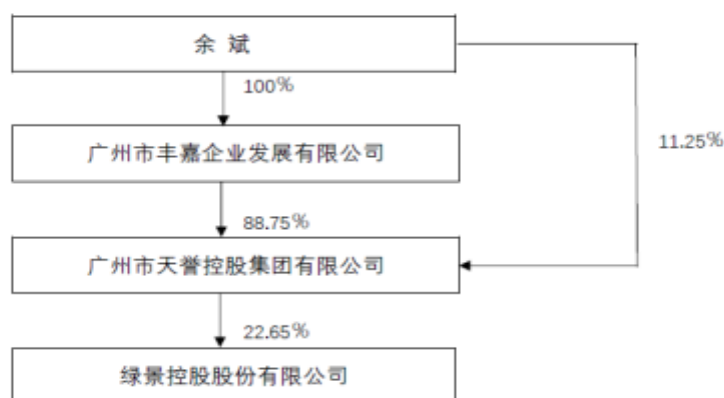 余 斌
100%
11.25%
广州市丰嘉企业发展有限公司
88.75%
广州市天誉控股集团有限公司
22.65%
绿景控股股份有限公司